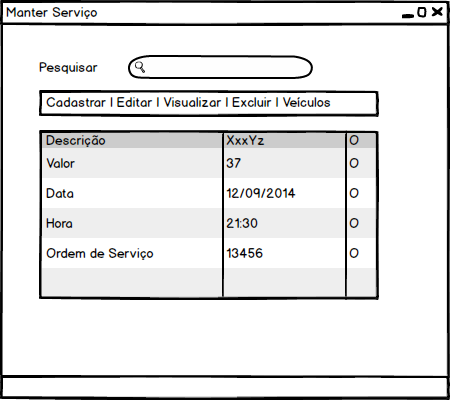 Manter Serviço
Pesquisar
Cadastrar | Editar | Visualizar | Excluir | Veículos
Descrição XxxYz O
Valor 37 O
Data 12/09/2014 O
Hora 21:30 O
Ordem de Serviço 13456 O